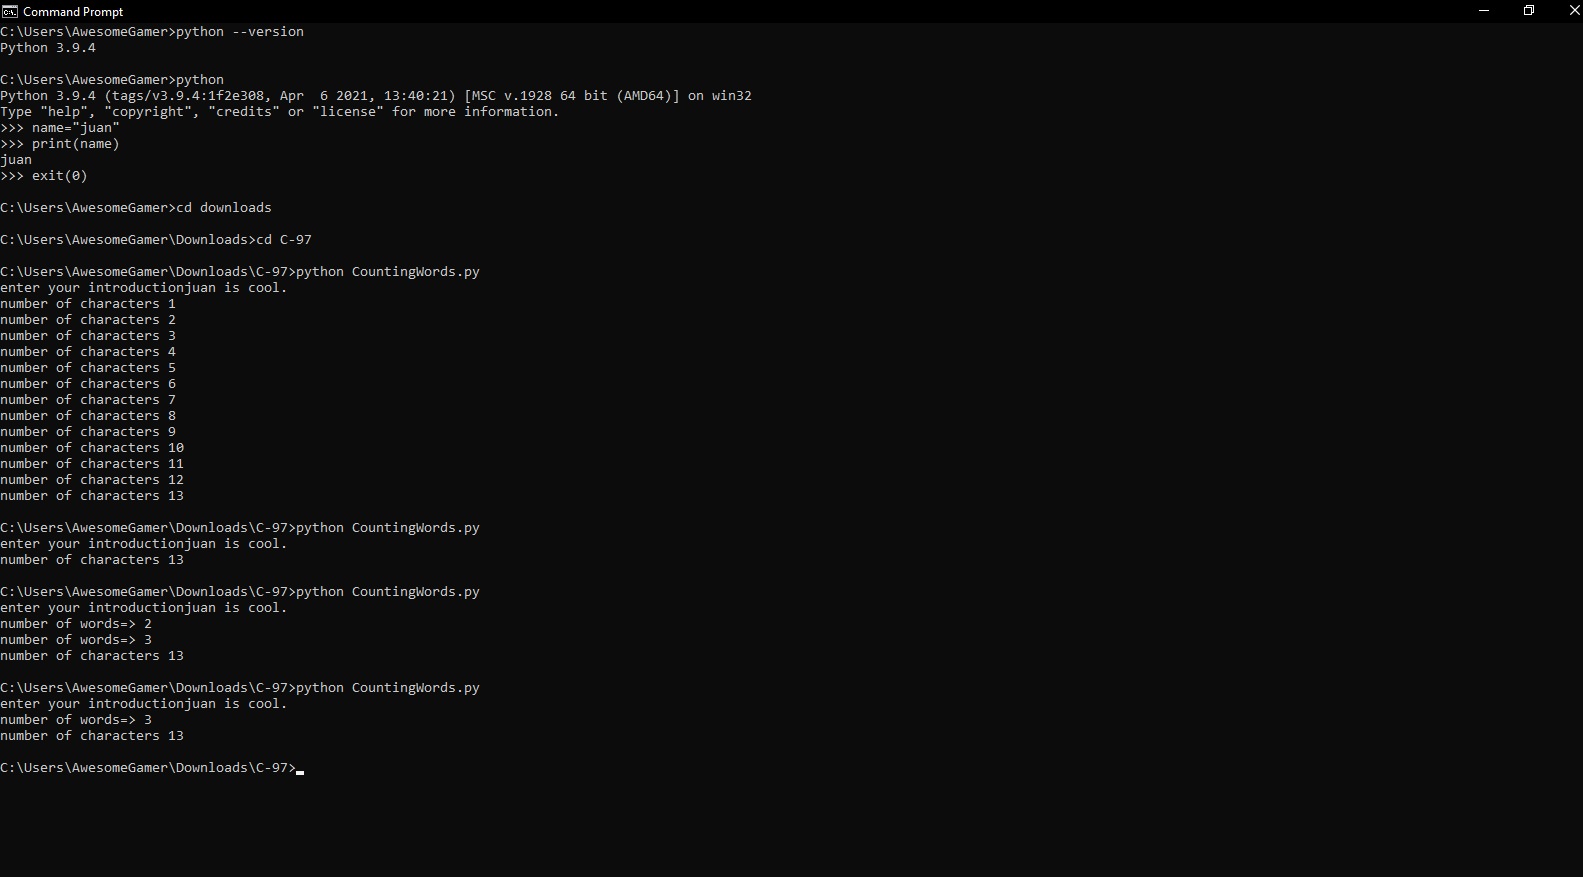 Command Prompt
C:\Users\AwesomeGamer>python --version
Python 3.9.4
C:\Users\AwesomeGamer>python
Python 3.9.4 (tags/v3.9.4:1f2e308, Apr  6 2021, 13:40:21) [MSC v.1928 64 bit (AMD64)] on win32
Type "help", "copyright", "credits" or "license" for more information.
>>> name="juan"
>>> print(name)
juan
>>> exit(0)
C:\Users\AwesomeGamer>cd downloads
C:\Users\AwesomeGamer\Downloads>cd C-97
C:\Users\AwesomeGamer\Downloads\C-97>python CountingWords.py
enter your introductionjuan is cool.
number of characters 1
number of characters 2
number of characters 3
number of characters 4
number of characters 5
number of characters 6
number of characters 7
number of characters 8
number of characters 9
number of characters 10
number of characters 11
number of characters 12
number of characters 13
C:\Users\AwesomeGamer\Downloads\C-97>python CountingWords.py
enter your introductionjuan is cool.
number of characters 13
C:\Users\AwesomeGamer\Downloads\C-97>python CountingWords.py
enter your introductionjuan is cool.
number of words=> 2
number of words=> 3
number of characters 13
C:\Users\AwesomeGamer\Downloads\C-97>python CountingWords.py
enter your introductionjuan is cool.
number of words=> 3
number of characters 13
C:\Users\AwesomeGamer\Downloads\C-97>